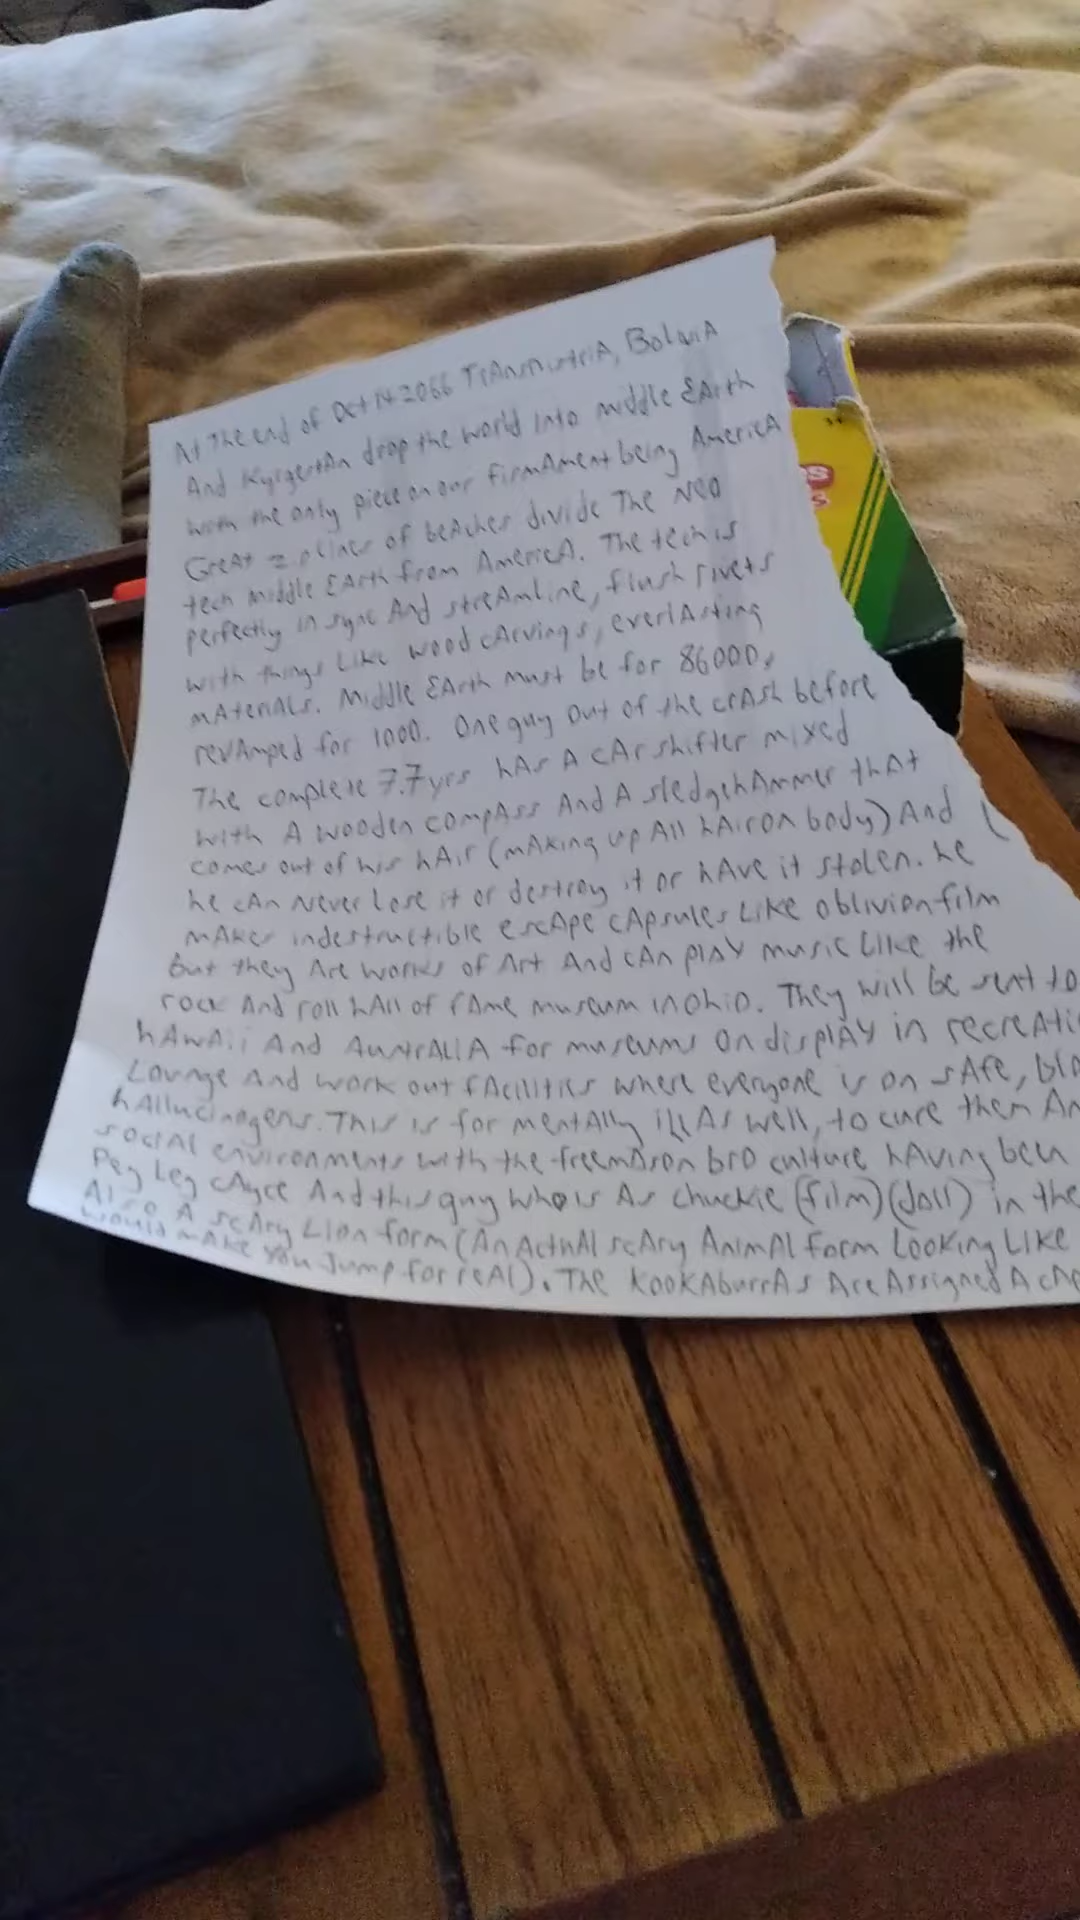 At The end of Oct 14 2066 TrAnsnistriA, BoliviA
And KyrgestAn drop the world into middle EArth
with the only piece on our firmAment being AmericA
GreAt 2 plines of beAches divide The Neo
tech middle EArth from AmericA. The tech is
perfectly in sync And streAmline, flush rivets
with things Like wood cArvings, everlAsting
mAteriALs. Middle EArth must be for 86000,
revAmped for 1000. One guy out of the crAsh before
The complete 7.7yrs hAs A cAr shifter mixed
with A wooden compAss And A sledgehAmmer thAt
comes out of his hAir (mAking up All hAir on body) And
he cAn Never lose it or destroy it or hAve it stolen. he
mAkes indestructible escApe cApsules Like oblivion film
but they Are works of Art And cAn plAY music Like the
rock And roll hAll of fAme museum in Ohio. They will be sent to
hAwAii And AustrALiA for museums On displAY in
Lounge And work out fAcilities where everyone is on sAfe,
hAllucinogens. This is for mentAlly ill As well, to cure them
sociAl environments with the freemAson bro culture hAving been
Peg Leg cAyce And this guy who is As chuckie (film)(doll) in the
Also A scAry Lion form (An ActuAl scAry AnimAl form Looking Like
would mAke You Jump for reAl). The KookAburrAs Are Assigned A